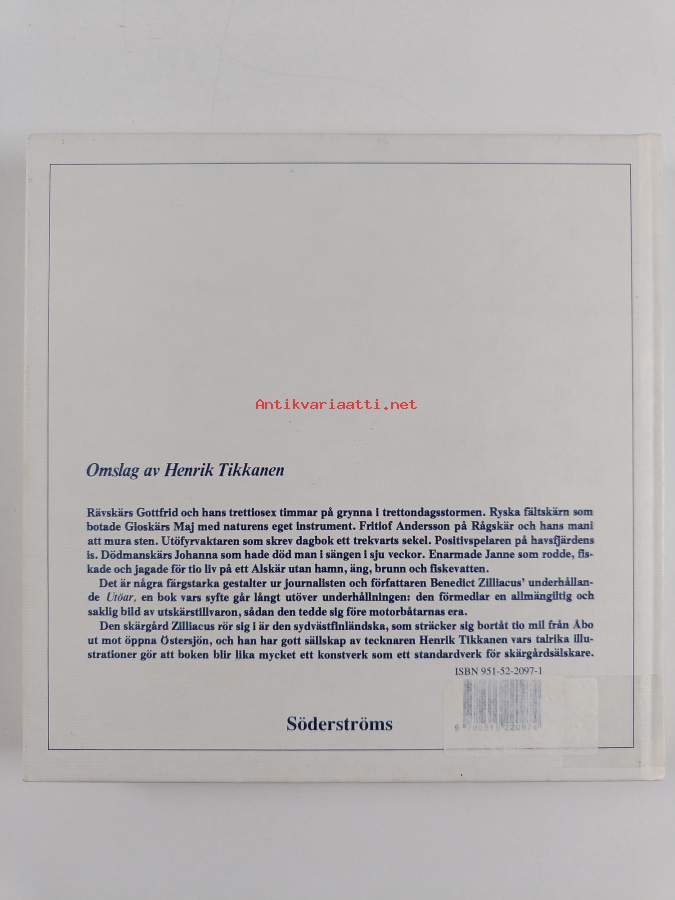 Antikvariaatti.net
Omslag av Henrik Tikkanen
Rävskärs Gottfrid och hans trettiosex timmar på grynna i trettondagsstormen. Ryska fältskärn som
botade Gloskärs Maj med naturens eget instrument. Fritiof Andersson på Rågskär och hans mani
att mura sten. Utöfyrvaktaren som skrev dagbok ett trekvarts sekel. Positivspelaren på havsfjärdens
is. Dödmanskärs Johanna som hade död man i sängen i sju veckor. Enarmade Janne som rodde, fis-
kade och jagade för tio liv på ett Alskär utan hamn, äng, brunn och fiskevatten.
Det är några färgstarka gestalter ur journalisten och författaren Benedict Zilliacus' underhållan-
de Utöar, en bok vars syfte går långt utöver underhållningen: den förmedlar en allmängiltig och
saklig bild av utskärstillvaron, sådan den tedde sig före motorbåtarnas era.
Den skärgård Zilliacus rör sig i är den sydvästfinländska, som sträcker sig bortåt tio mil från Åbo
ut mot öppna Östersjön, och han har gott sällskap av tecknaren Henrik Tikkanen vars talrika illu-
strationer gör att boken blir lika mycket ett konstverk som ett standardverk för skärgårdsälskare.
ISBN 951-52-2097-1
Söderströms